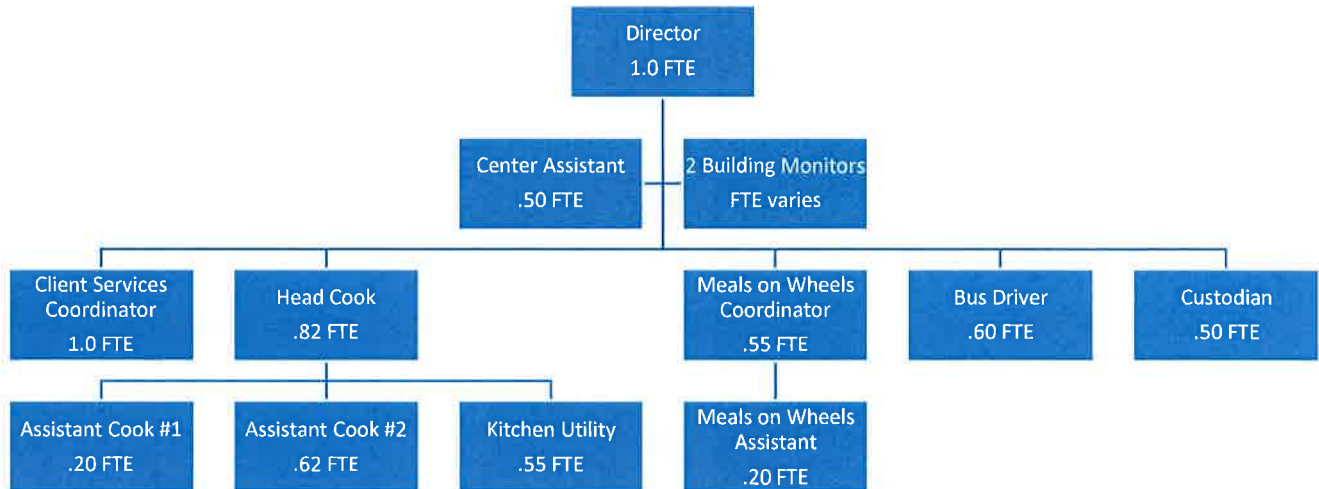 Director
1.0 FTE
Center Assistant
.50 FTE
2 Building Monitors
FTE varies
Client Services
Coordinator
1.0 FTE
Head Cook
.82 FTE
Meals on Wheels
Coordinator
.55 FTE
Bus Driver
.60 FTE
Custodian
.50 FTE
Assistant Cook #1
.20 FTE
Assistant Cook #2
.62 FTE
Kitchen Utility
.55 FTE
Meals on Wheels
Assistant
.20 FTE